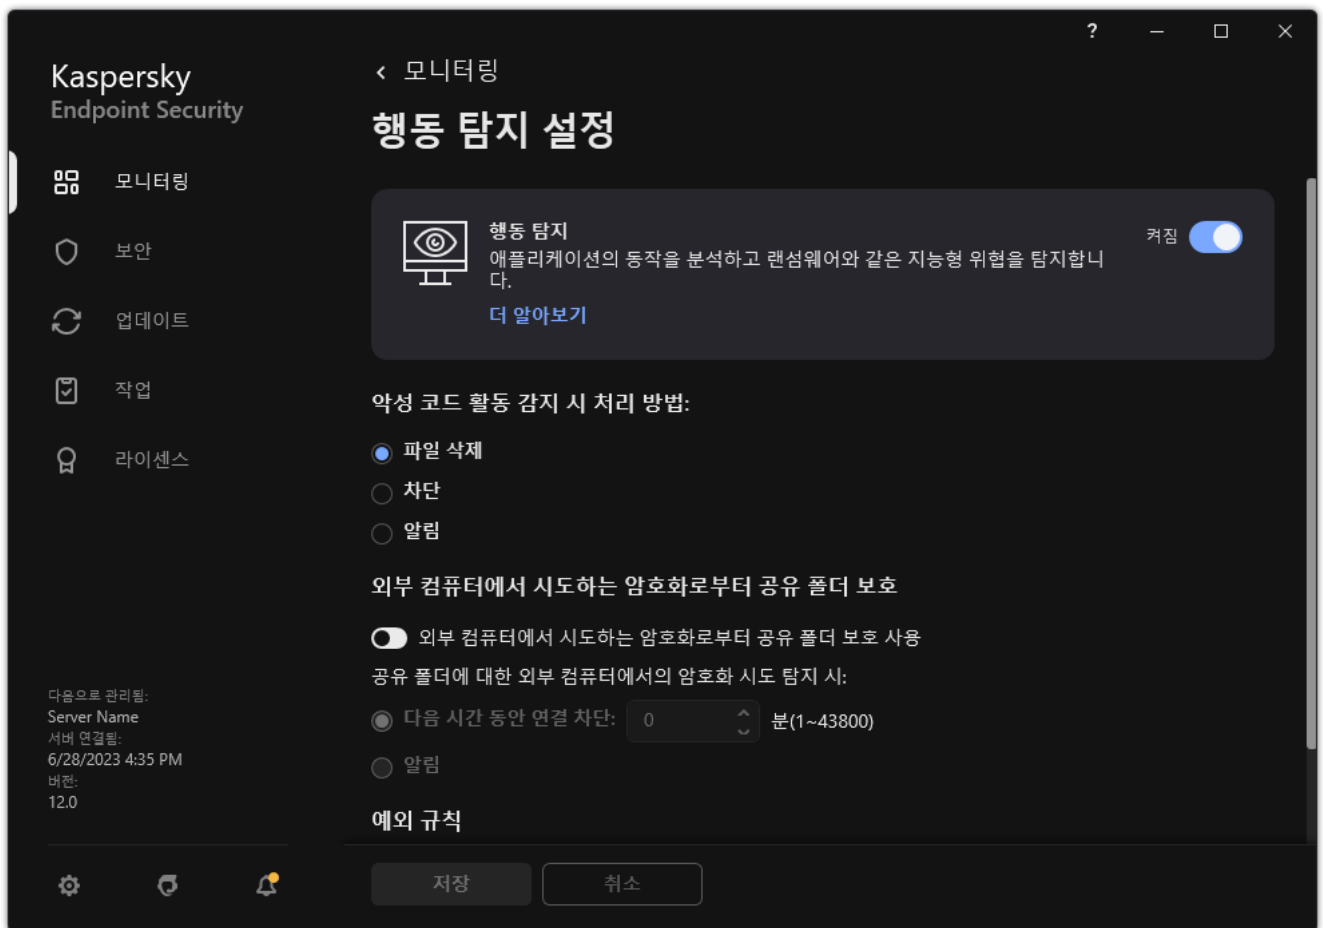 ?
Kaspersky
Endpoint Security
모니터링
보안
업데이트
작업
라이센스
다음으로 관리됨:
Server Name
서버 연결됨:
6/28/2023 4:35 PM
버전:
12.0
모니터링
행동 탐지 설정
행동 탐지
애플리케이션의 동작을 분석하고 랜섬웨어와 같은 지능형 위협을 탐지합니
다.
더 알아보기
켜짐
악성 코드 활동 감지 시 처리 방법:
파일 삭제
차단
알림
외부 컴퓨터에서 시도하는 암호화로부터 공유 폴더 보호
외부 컴퓨터에서 시도하는 암호화로부터 공유 폴더 보호 사용
공유 폴더에 대한 외부 컴퓨터에서의 암호화 시도 탐지 시:
다음 시간 동안 연결 차단: 0 분(1~43800)
알림
예외 규칙
저장 취소